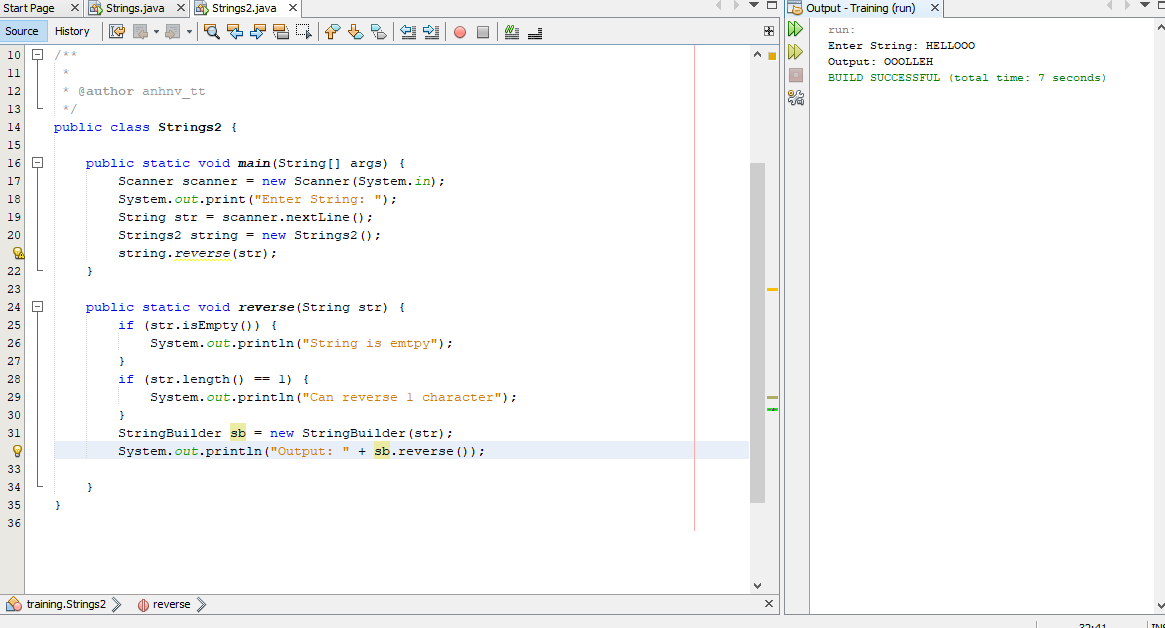 Start Page
Strings.java
Strings2.java
Output - Training (run)
Source
History
10 /**
11 *
12 * @author anhnv_tt
13 */
14 public class Strings2 {
15
16 public static void main(String[] args) {
17 Scanner scanner = new Scanner(System.in);
18 System.out.print("Enter String: ");
19 String str = scanner.nextLine();
20 Strings2 string = new Strings2();
string.reverse(str);
22 }
23
24 public static void reverse(String str) {
25 if (str.isEmpty()) {
26 System.out.println("String is emtpy");
27 }
28 if (str.length() == 1) {
29 System.out.println("Can reverse 1 character");
30 }
31 StringBuilder sb = new StringBuilder(str);
System.out.println("Output: " + sb.reverse());
33
34 }
35 }
36
training.Strings2
reverse
run:
Enter String: HELLOOO
Output: OOOLLEH
BUILD SUCCESSFUL (total time: 7 seconds)